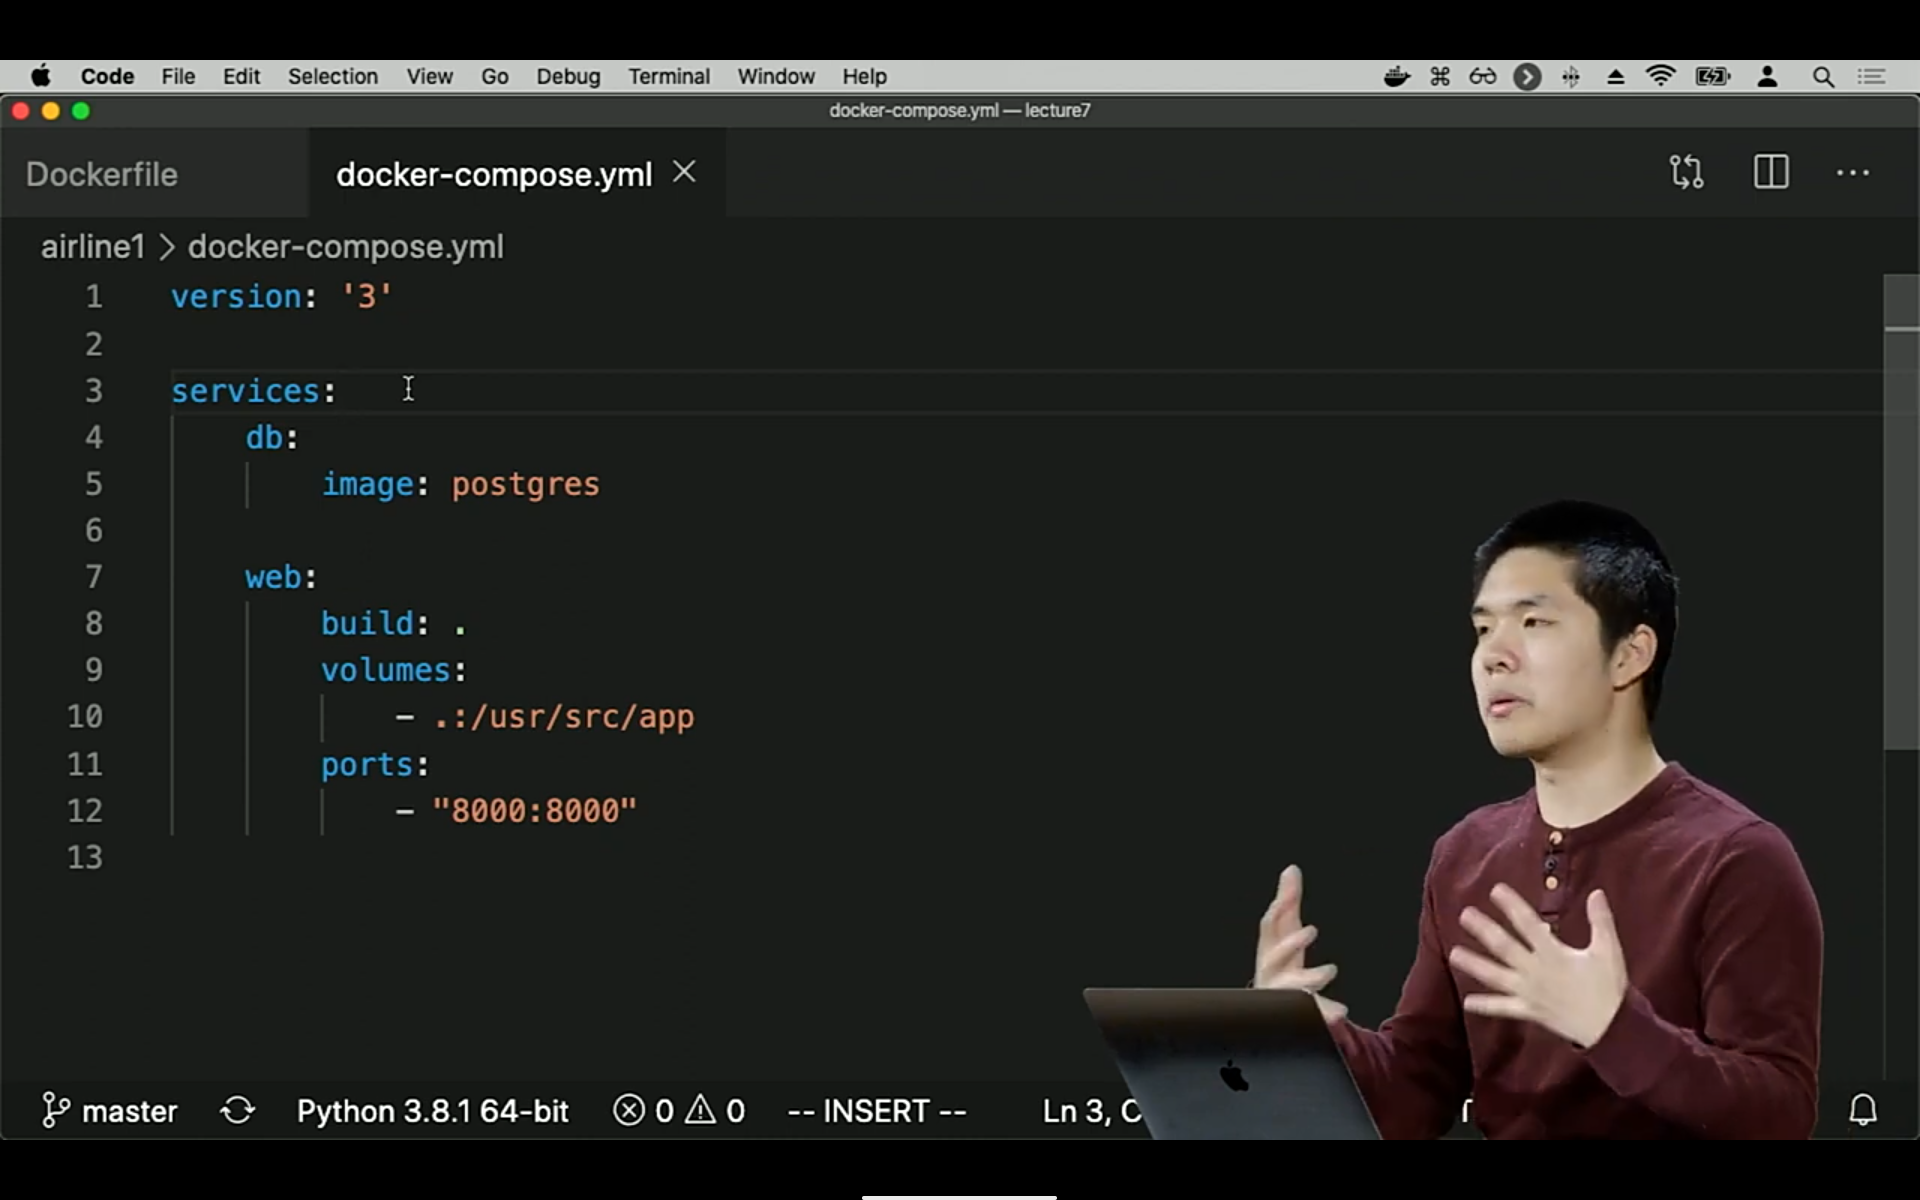 Code File Edit Selection View Go Debug Terminal Window Help
docker-compose.yml — lecture7
Dockerfile docker-compose.yml
airline1 > docker-compose.yml
1 version: '3'
2
3 services:
4 db:
5 image: postgres
6
7 web:
8 build: .
9 volumes:
10 - .:/usr/src/app
11 ports:
12 - "8000:8000"
13
master Python 3.8.1 64-bit 0 0 -- INSERT -- Ln 3, C